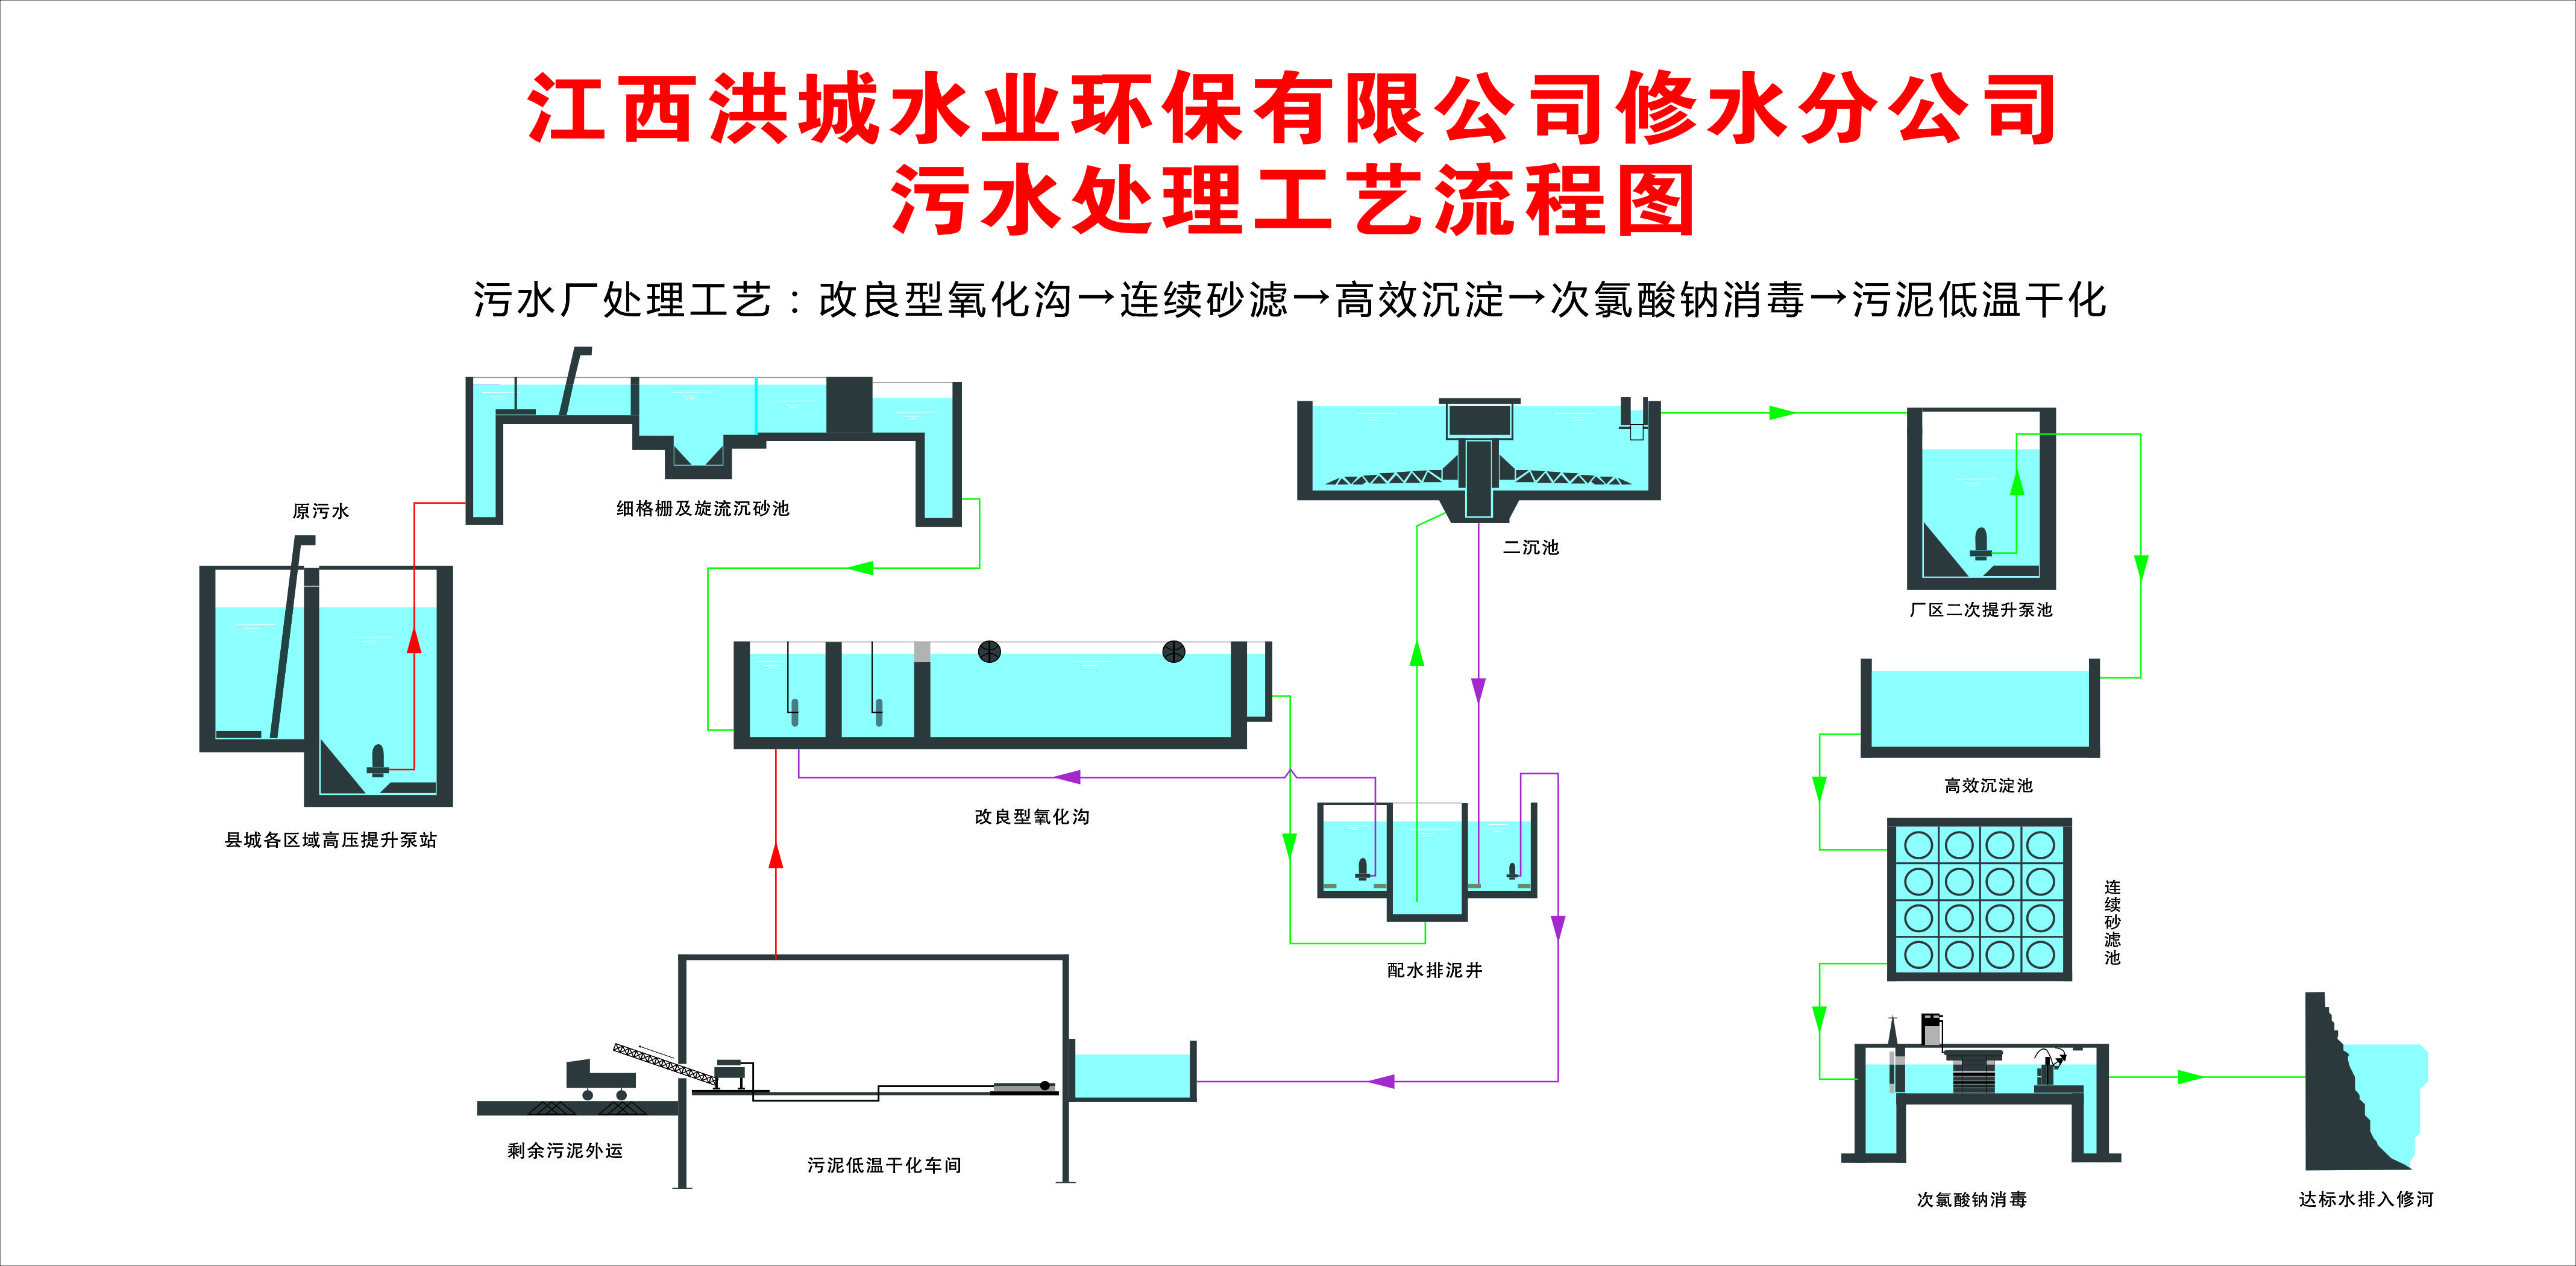 江西洪城水业环保有限公司修水分公司
污水处理工艺流程图
污水厂处理工艺：改良型氧化沟→连续砂滤→高效沉淀→次氯酸钠消毒→污泥低温干化
原污水
细格栅及旋流沉砂池
二沉池
厂区二次提升泵池
高效沉淀池
改良型氧化沟
县城各区域高压提升泵站
连续砂滤池
配水排泥井
剩余污泥外运
污泥低温干化车间
次氯酸钠消毒
达标水排入修河